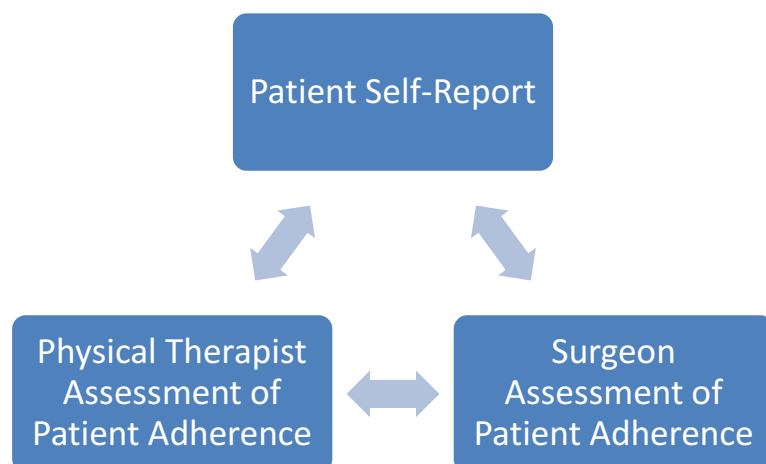 Patient Self-Report
Physical Therapist
Assessment of
Patient Adherence
Surgeon
Assessment of
Patient Adherence